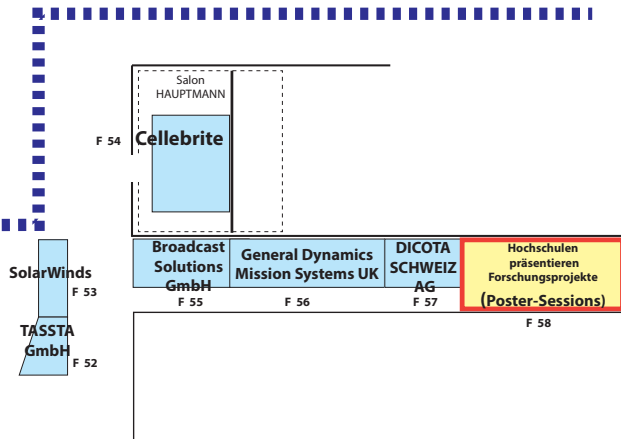 Salon
HAUPTMANN
F 54
Cellebrite
SolarWinds
F 53
TASSTA
GmbH
F 52
Broadcast
Solutions
GmbH
F 55
General Dynamics
Mission Systems UK
F 56
DICOTA
SCHWEIZ
AG
F 57
Hochschulen
präsentieren
Forschungsprojekte
(Poster-Sessions)
F 58